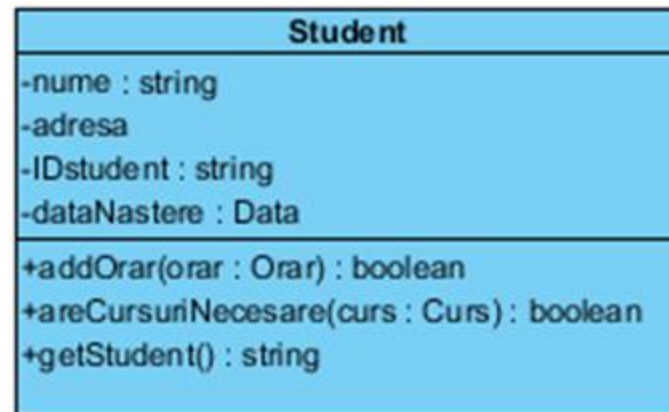 Student
-nume : string
-adresa
-IDstudent : string
-dataNastere : Data
+addOrar(orar : Orar) : boolean
+areCursuriNecesare(curs : Curs) : boolean
+getStudent() : string